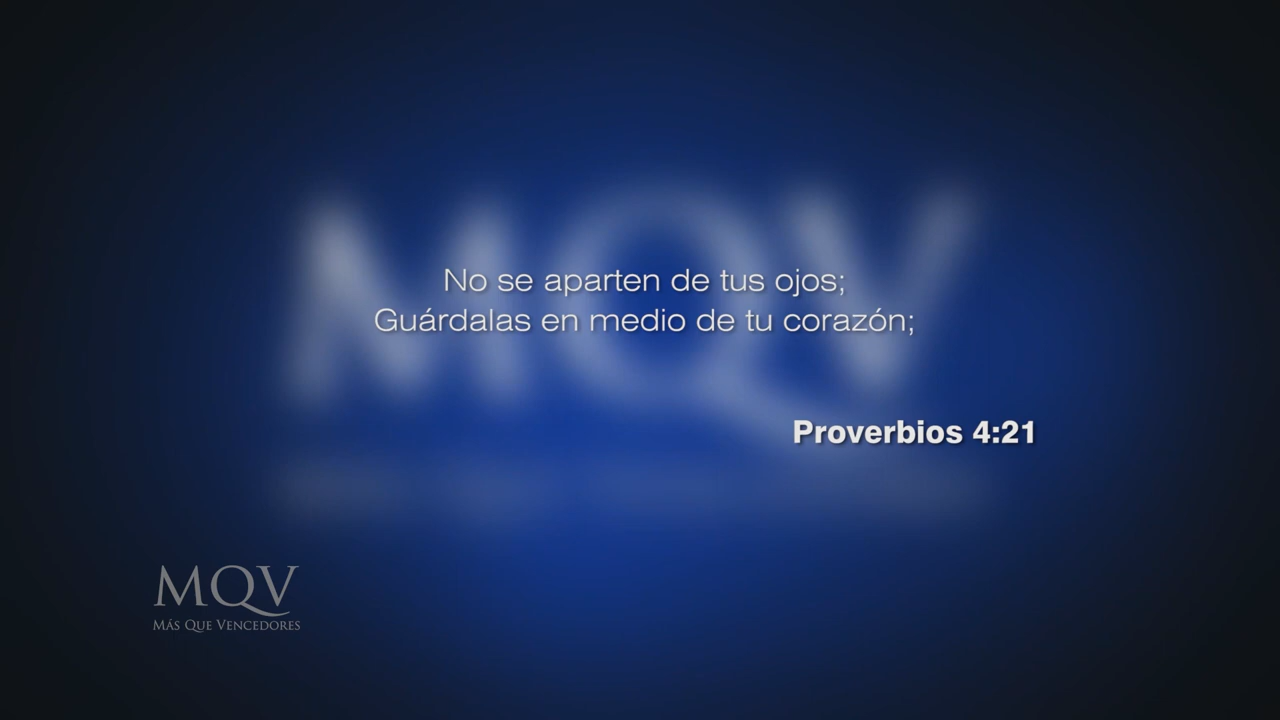 MQV
No se aparten de tus ojos;
Guárdalas en medio de tu corazón;
Proverbios 4:21
MQV
MÁS QUE VENCEDORES